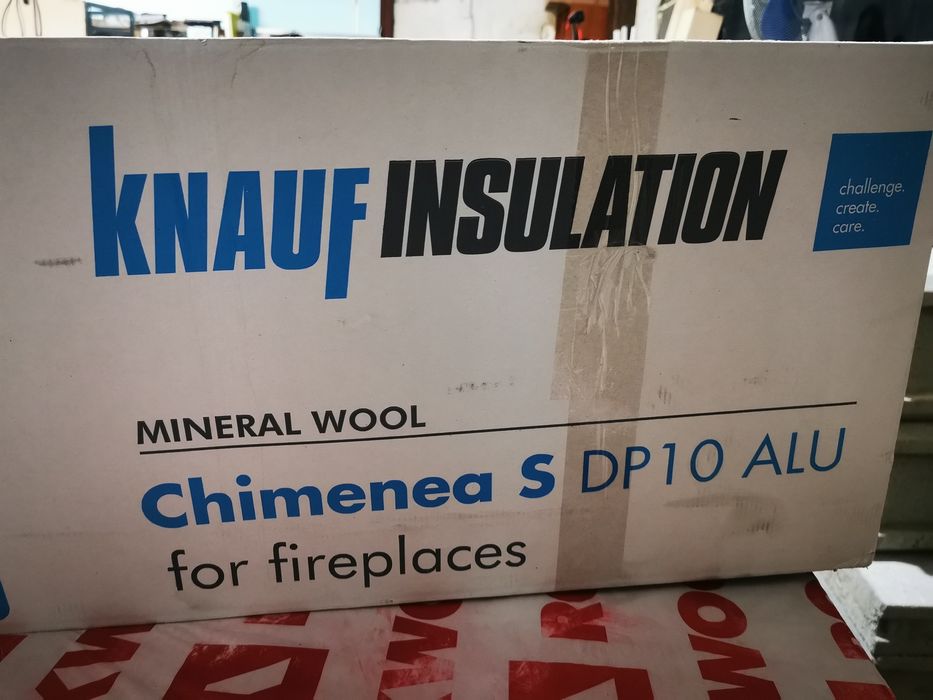 KNAUF INSULATION
challenge.
create.
care.
MINERAL WOOL
Chimenea S DP10 ALU
for fireplaces